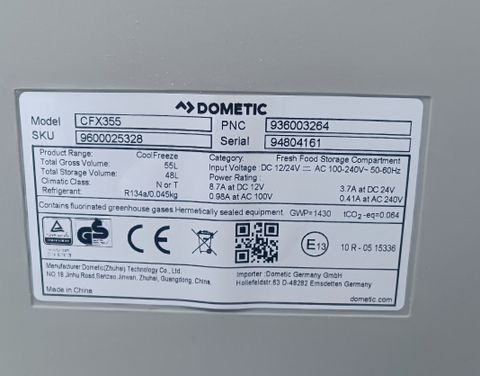 DOMETIC
Model CFX355 PNC 936003264
SKU 9600025328 Serial 94804161
Product Range: CoolFreeze Category: Fresh Food Storage Compartment
Total Gross Volume: 55L Input Voltage: DC 12/24V AC 100-240V~ 50-60Hz
Total Storage Volume: 48L Power Rating:
Climatic Class: N or T 8.7A at DC 12V 3.7A at DC 24V
Refrigerant: R134a/0.045kg 0.98A at AC 100V 0.41A at AC 240V
Contains fluorinated greenhouse gases Hermetically sealed equipment. GWP=1430 tCO2-eq=0.064
GS CE E13 10 R - 05 15336
Manufacturer Dometic(Zhuhai) Technology Co., Ltd. Importer : Dometic Germany GmbH
NO.18 Jinhu Road.Sanzao,Jinwan, Zhuhai, Guangdong, China. Hollefeldstr.63 D-48282 Emsdetten Germany
Made in China dometic.com